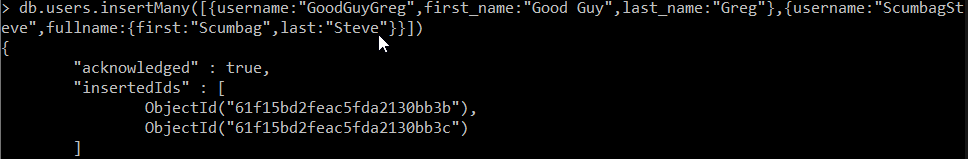 > db.users.insertMany([{username:"GoodGuyGreg",first_name:"Good Guy",last_name:"Greg"},{username:"ScumbagSt
eve",fullname:{first:"Scumbag",last:"Steve"}}])
{
        "acknowledged" : true,
        "insertedIds" : [
                ObjectId("61f15bd2feac5fda2130bb3b"),
                ObjectId("61f15bd2feac5fda2130bb3c")
        ]